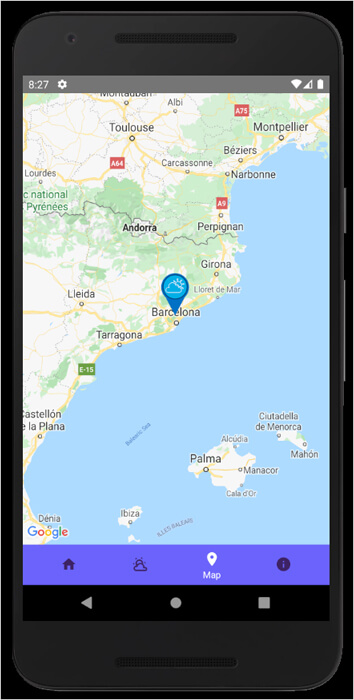 8:27
Montauban
Albi
A75
Toulouse
Montpellier
Béziers
A64
Carcassonne
Narbonne
Lourdes
c national
Pyrénées
A9
Perpignan
Andorra
Girona
Lleida
Lloret de Mar
Barcelona
Tarragona
E-15
Castellón
e la Plana
Balearic Sea
Ciutadella
de Menorca
Alcúdia
Palma
Manacor
Mahón
Cala d'Or
Ibiza
Dénia
ILLES BALEARS
Google
Map